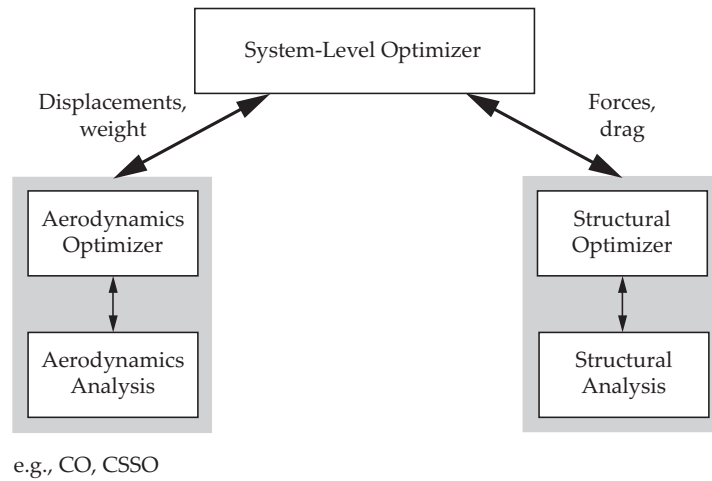 System-Level Optimizer
Displacements,
weight
Forces,
drag
Aerodynamics
Optimizer
Structural
Optimizer
Aerodynamics
Analysis
Structural
Analysis
e.g., CO, CSSO